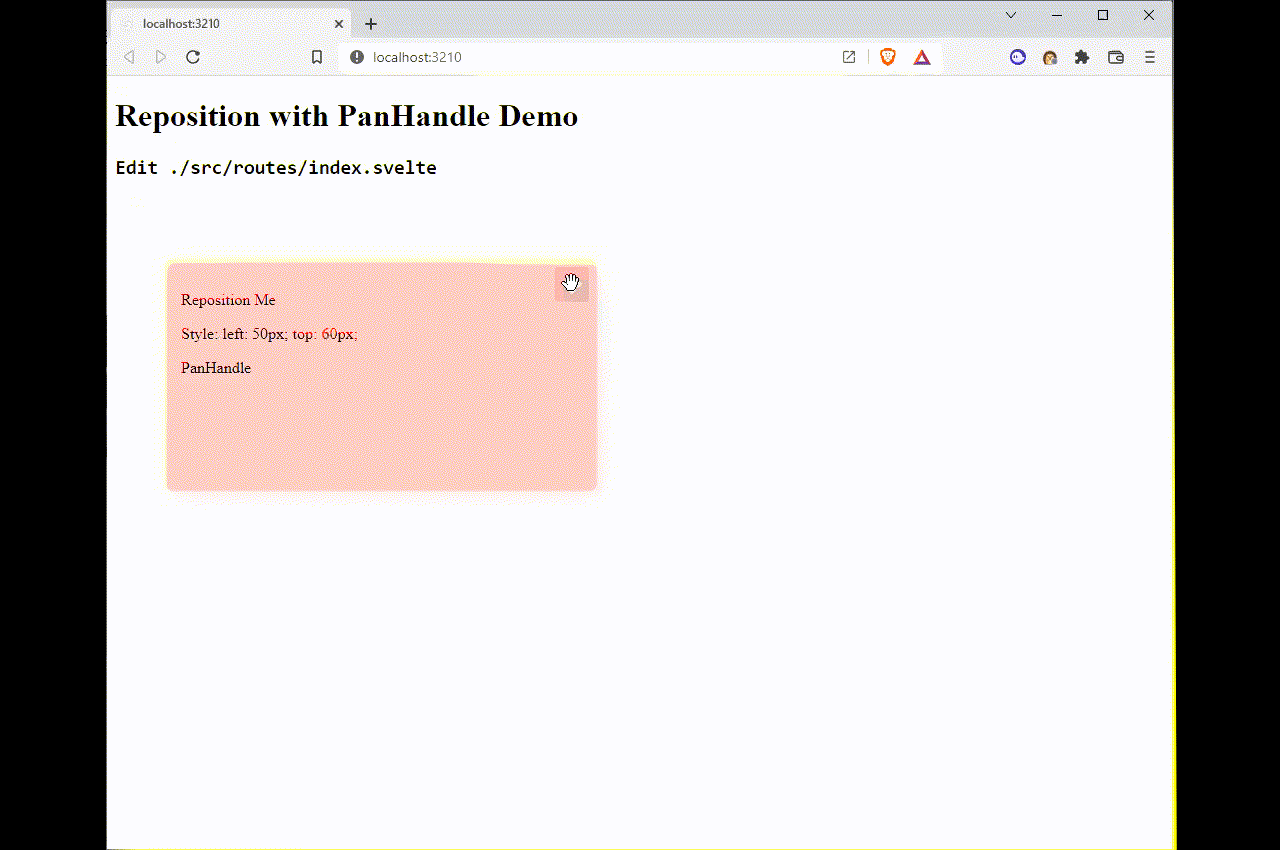 localhost:3210
localhost:3210
Reposition with PanHandle Demo
Edit ./src/routes/index.svelte
Reposition Me
Style: left: 50px; top: 60px;
PanHandle